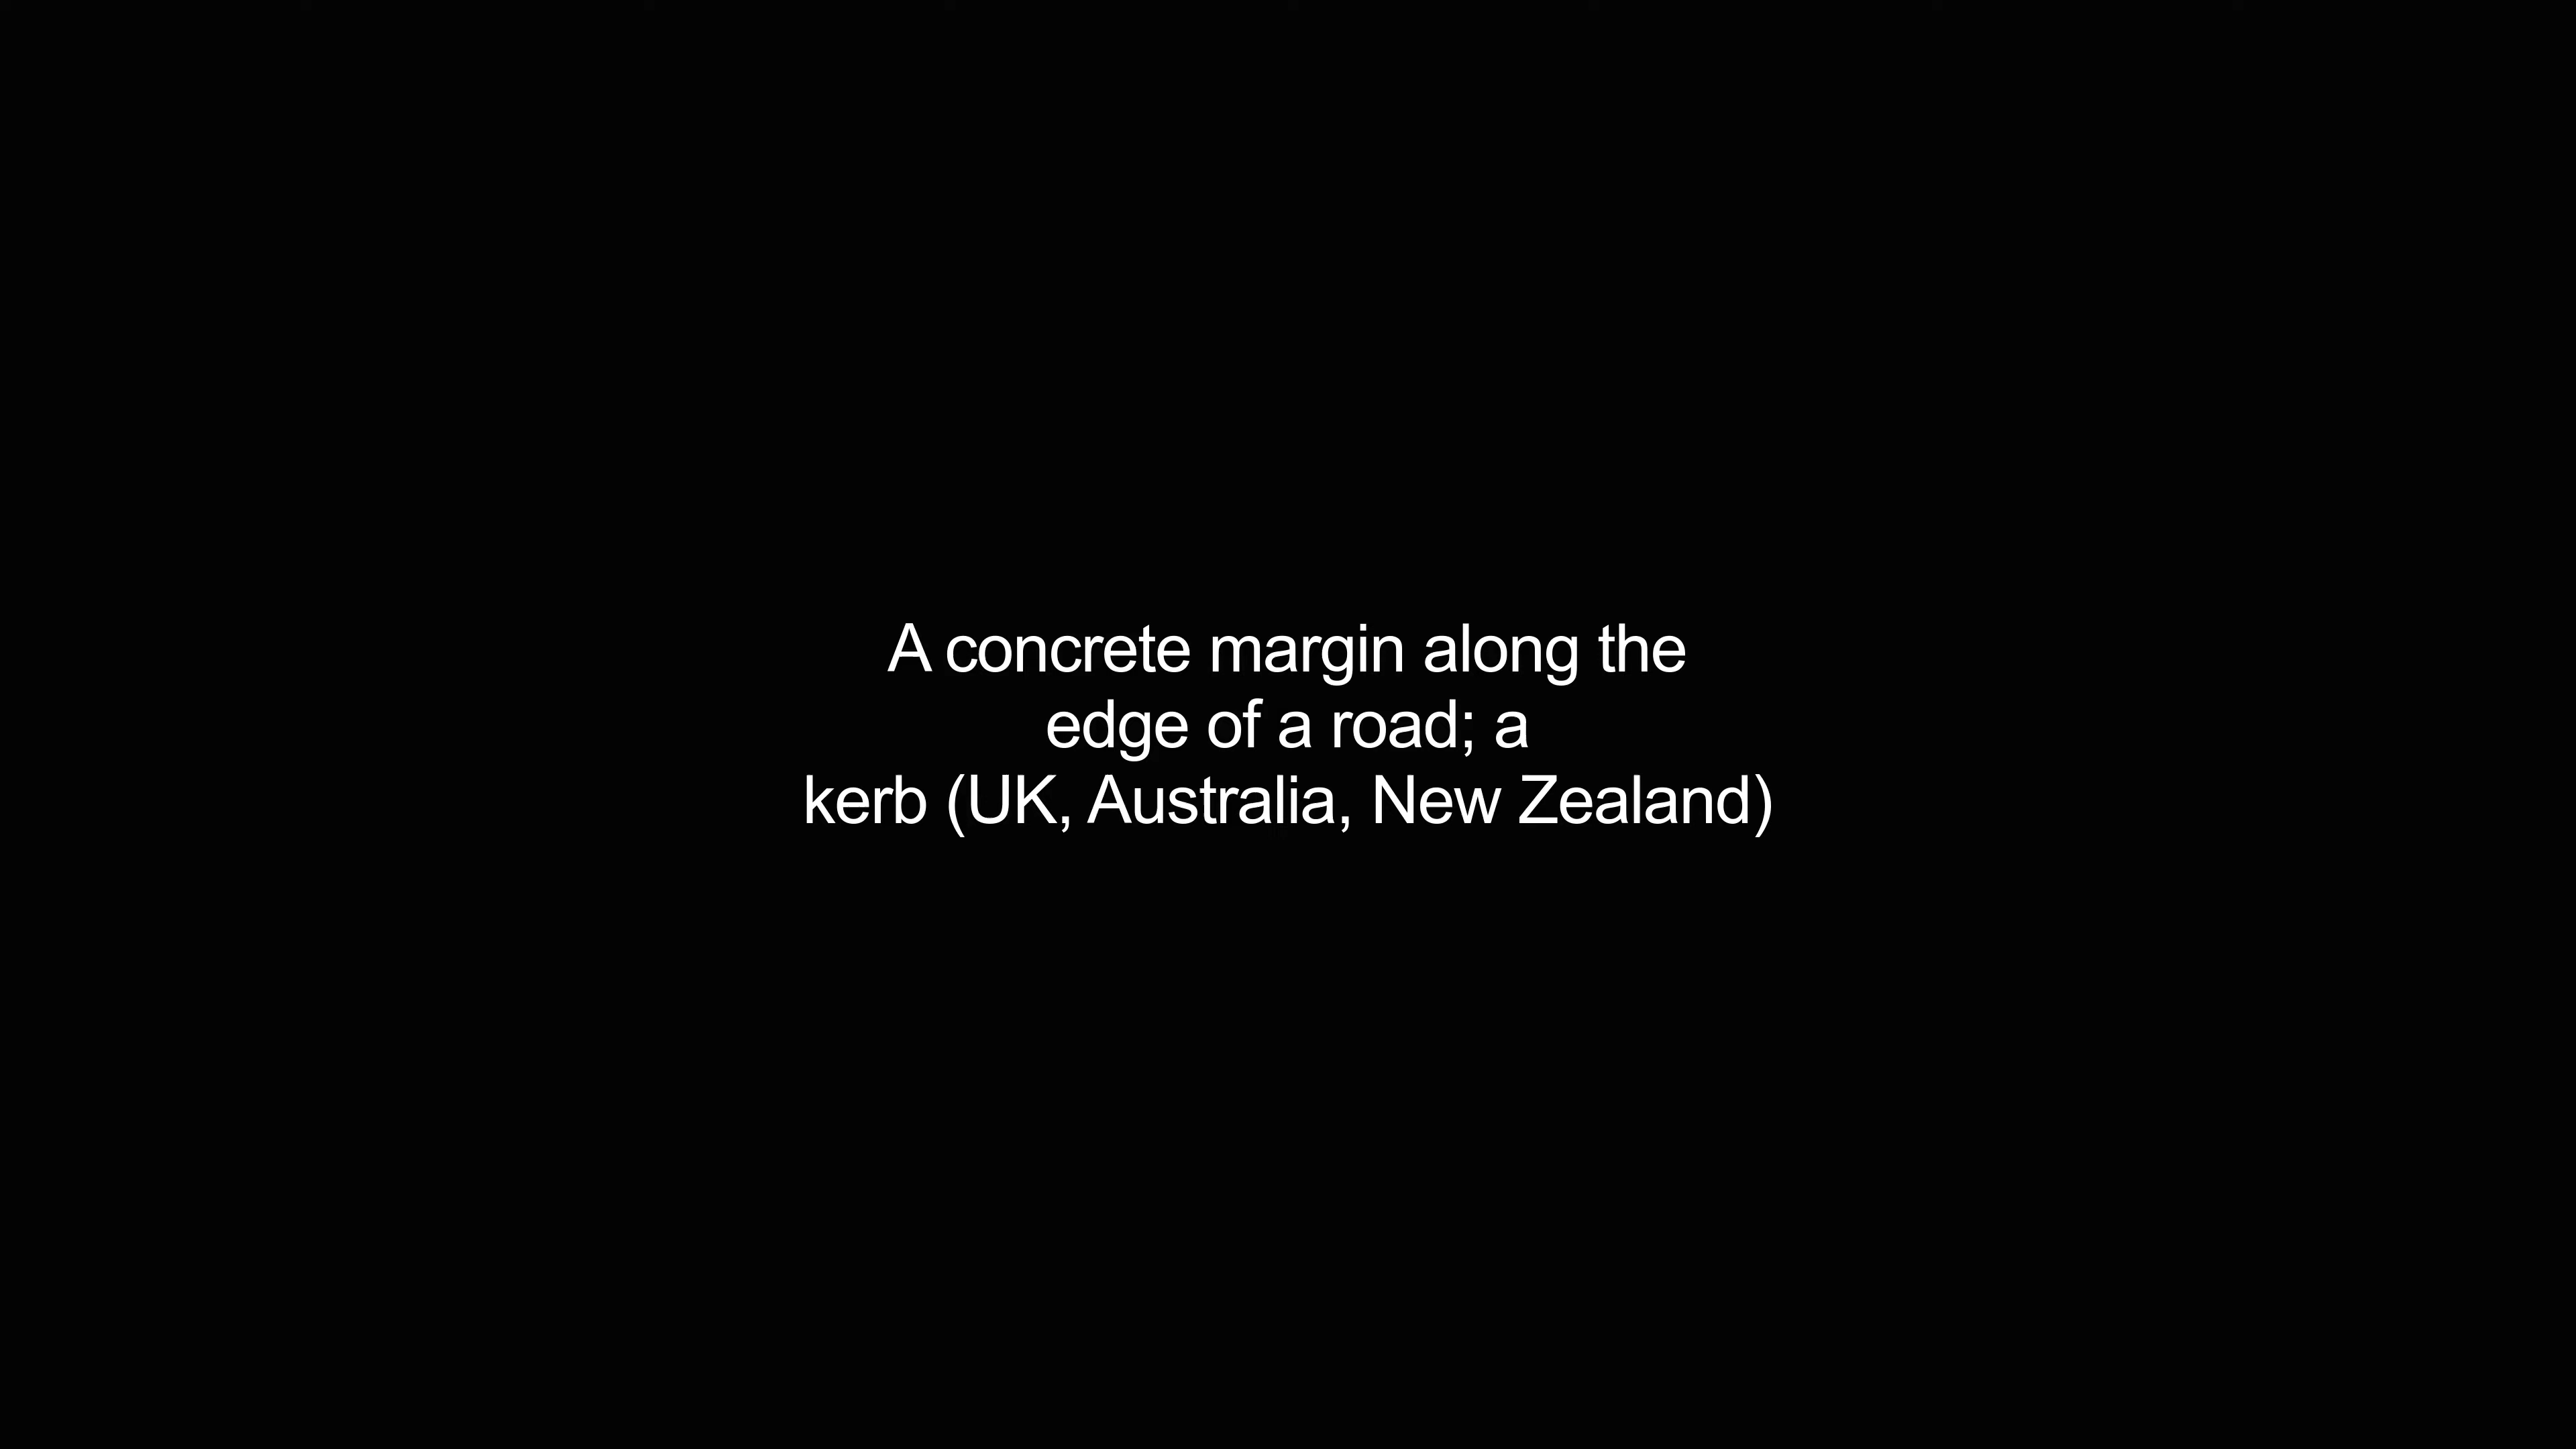 A concrete margin along the
edge of a road; a
kerb (UK, Australia, New Zealand)